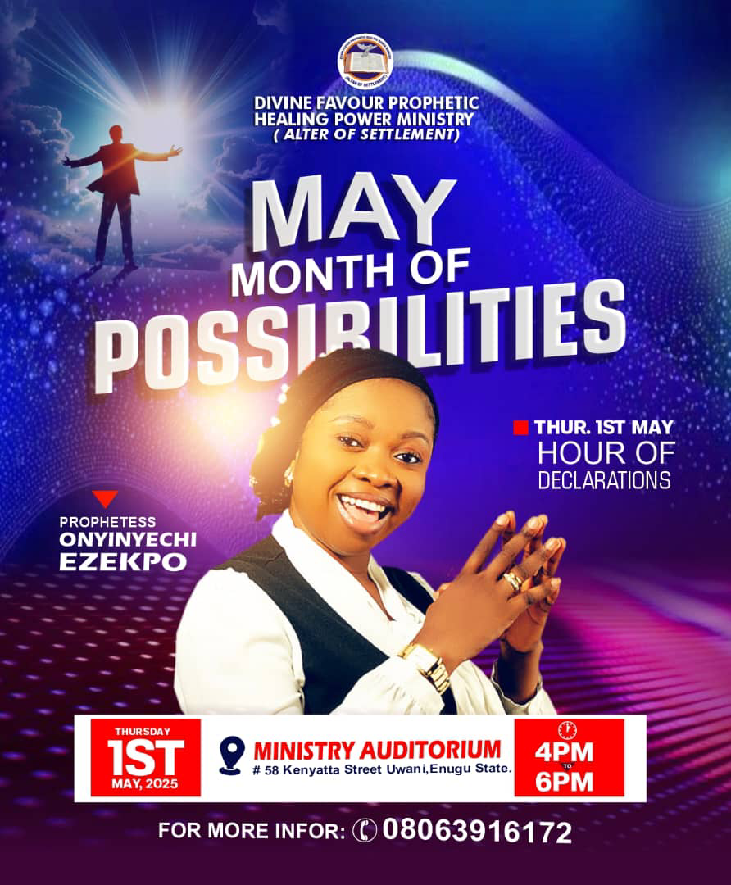 DIVINE FAVOUR PROPHETIC
HEALING POWER MINISTRY
( ALTER OF SETTLEMENT)
MAY
MONTH OF
POSSIBILITIES
THUR. 1ST MAY
HOUR OF
DECLARATIONS
PROPHETESS
ONYINYECHI
EZEKPO
THURSDAY
1ST
MAY, 2025
MINISTRY AUDITORIUM
# 58 Kenyatta Street Uwani,Enugu State.
4PM
TO
6PM
FOR MORE INFOR: 08063916172